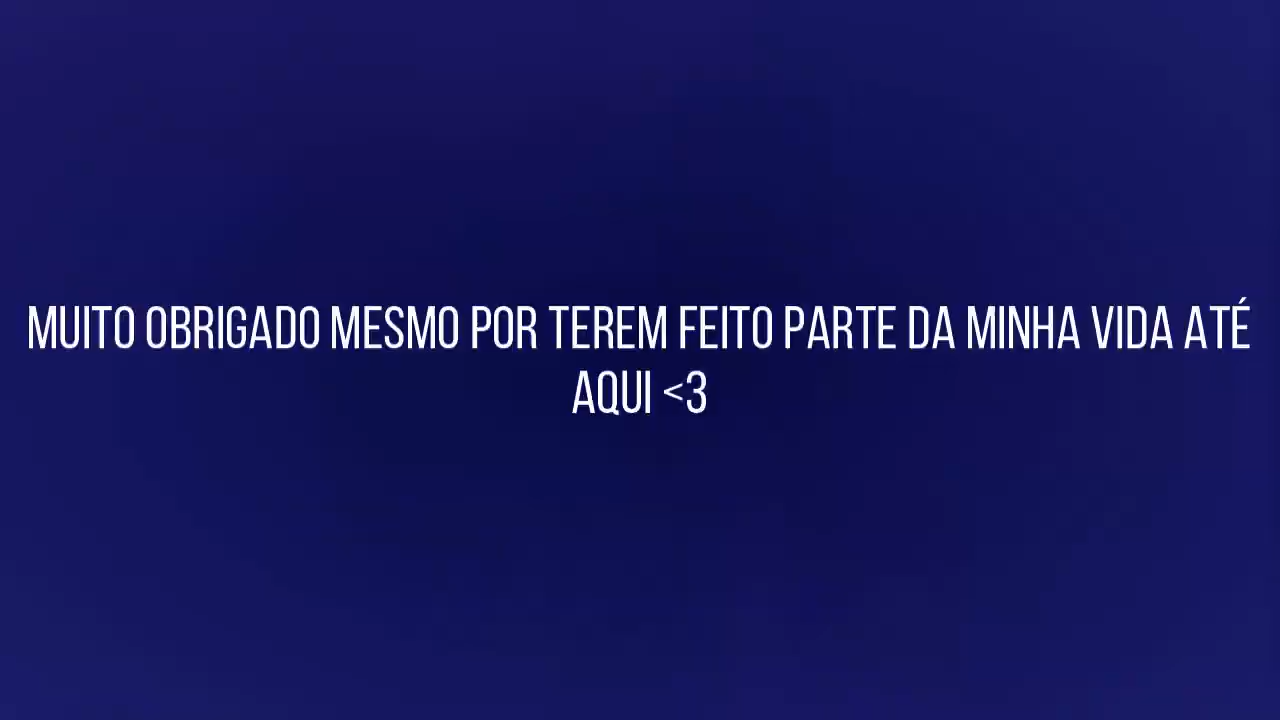 MUITO OBRIGADO MESMO POR TEREM FEITO PARTE DA MINHA VIDA ATÉ
AQUI <3